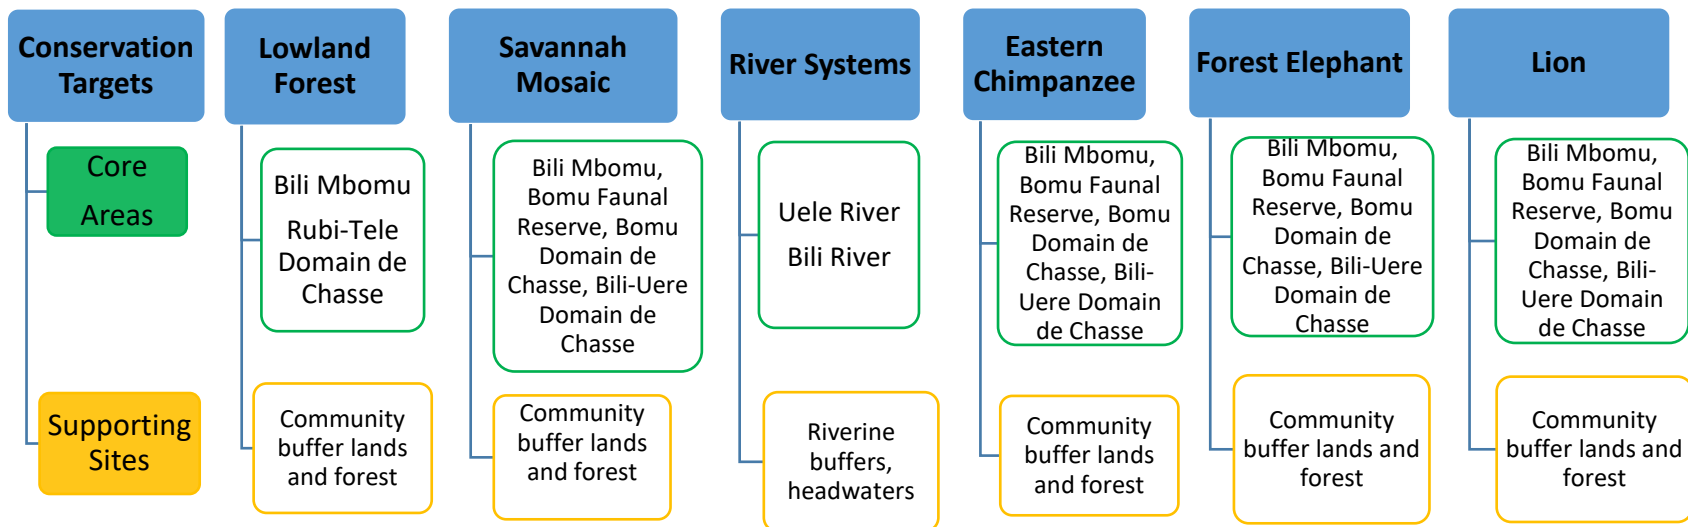 Conservation
Targets
Core
Areas
Supporting
Sites
Lowland
Forest
Bili Mbomu
Rubi-Tele
Domain de
Chasse
Community
buffer lands
and forest
Savannah
Mosaic
Bili Mbomu,
Bomu Faunal
Reserve, Bomu
Domain de
Chasse, Bili-Uere
Domain de
Chasse
Community
buffer lands
and forest
River Systems
Uele River
Bili River
Riverine
buffers,
headwaters
Eastern
Chimpanzee
Bili Mbomu,
Bomu Faunal
Reserve, Bomu
Domain de
Chasse, Bili-
Uere Domain
de Chasse
Community
buffer lands
and forest
Forest Elephant
Bili Mbomu,
Bomu Faunal
Reserve, Bomu
Domain de
Chasse, Bili-Uere
Domain de
Chasse
Community
buffer lands and
forest
Lion
Bili Mbomu,
Bomu Faunal
Reserve, Bomu
Domain de
Chasse, Bili-
Uere Domain
de Chasse
Community
buffer lands and
forest